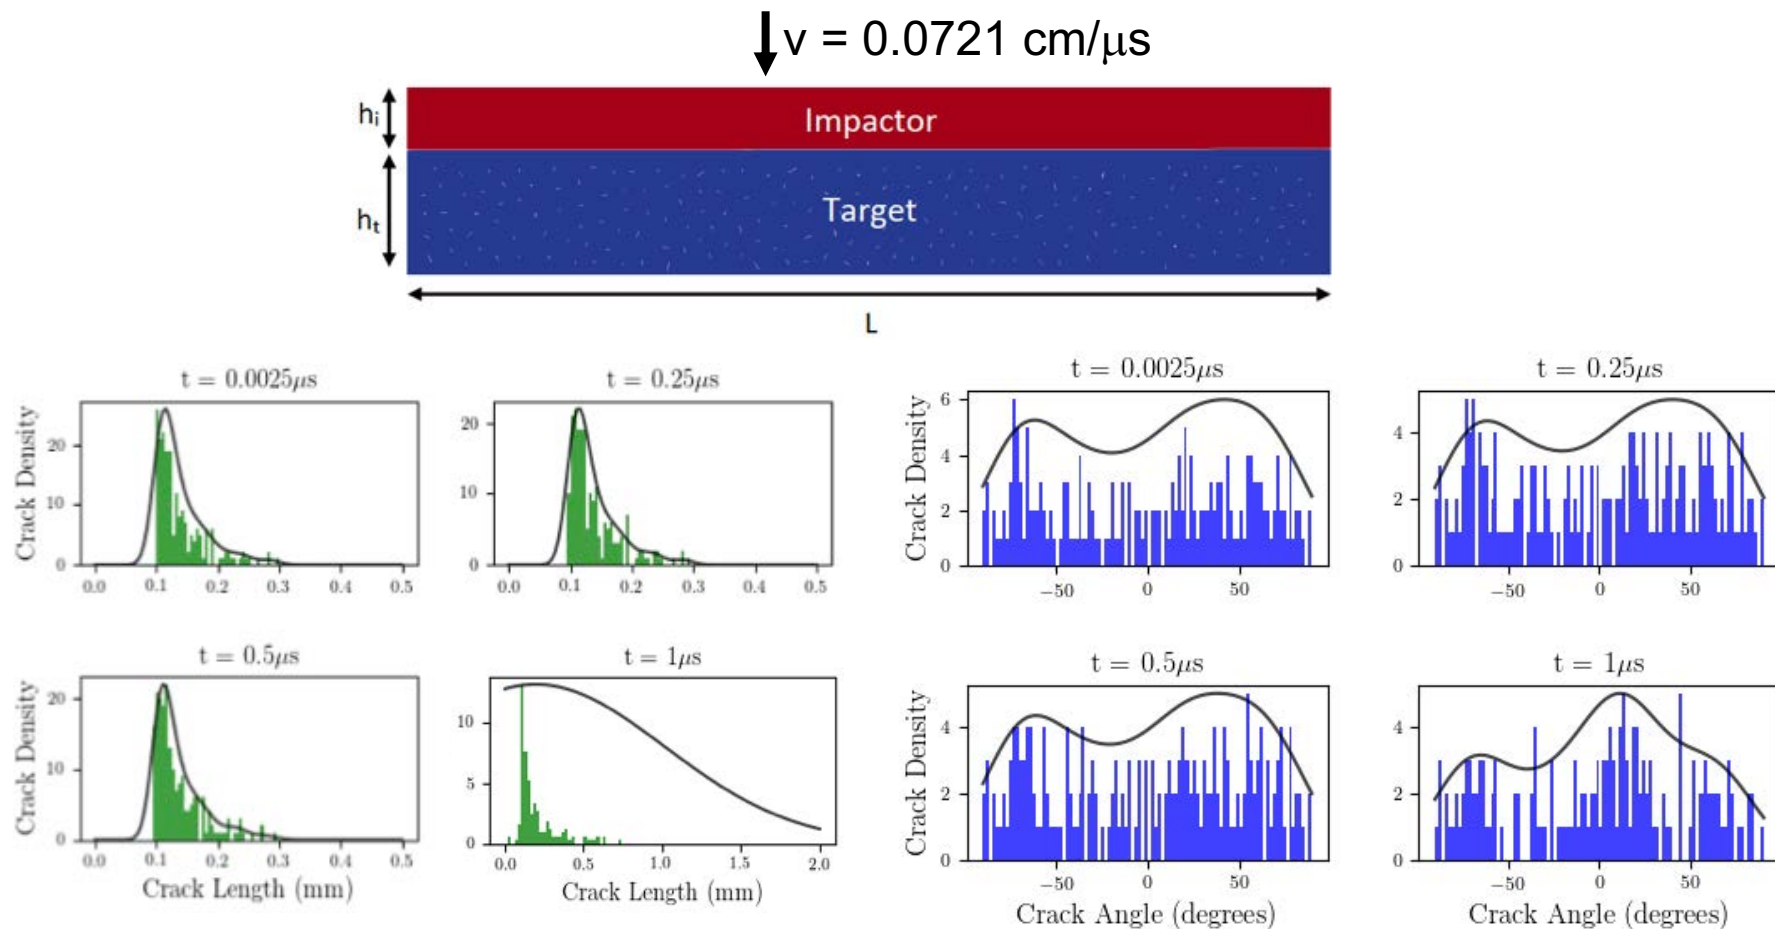 v = 0.0721 cm/μs
hi
Impactor
ht
Target
L
t = 0.0025μs
t = 0.25μs
t = 0.0025μs
t = 0.25μs
Crack Density
20
10
0
0.0 0.1 0.2 0.3 0.4 0.5
20
10
0
0.0 0.1 0.2 0.3 0.4 0.5
Crack Density
6
4
2
0
−50 0 50
4
2
0
−50 0 50
t = 0.5μs
t = 1μs
t = 0.5μs
t = 1μs
Crack Density
20
10
0
0.0 0.1 0.2 0.3 0.4 0.5
Crack Length (mm)
10
5
0
0.0 0.5 1.0 1.5 2.0
Crack Length (mm)
Crack Density
4
2
0
−50 0 50
Crack Angle (degrees)
4
2
0
−50 0 50
Crack Angle (degrees)